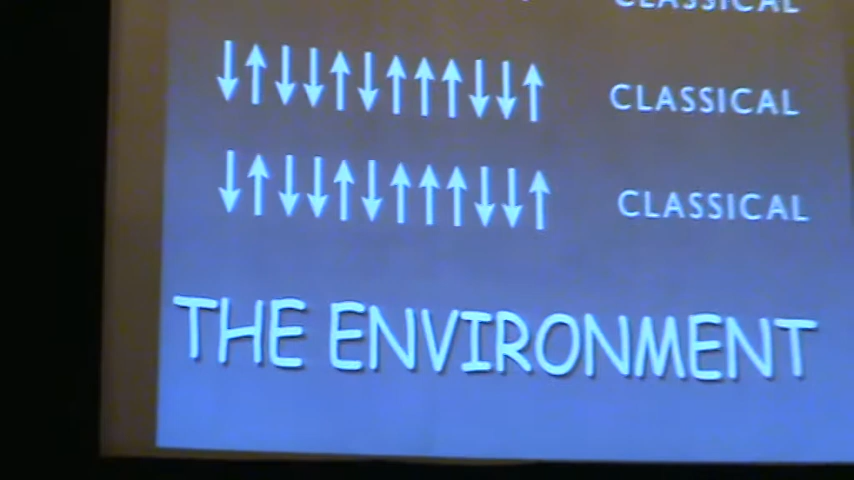 CLASSICAL
↓↑↓↓↑↓↑↑↑↓↓↑ CLASSICAL
↓↑↓↓↑↓↑↑↑↓↓↑ CLASSICAL
THE ENVIRONMENT